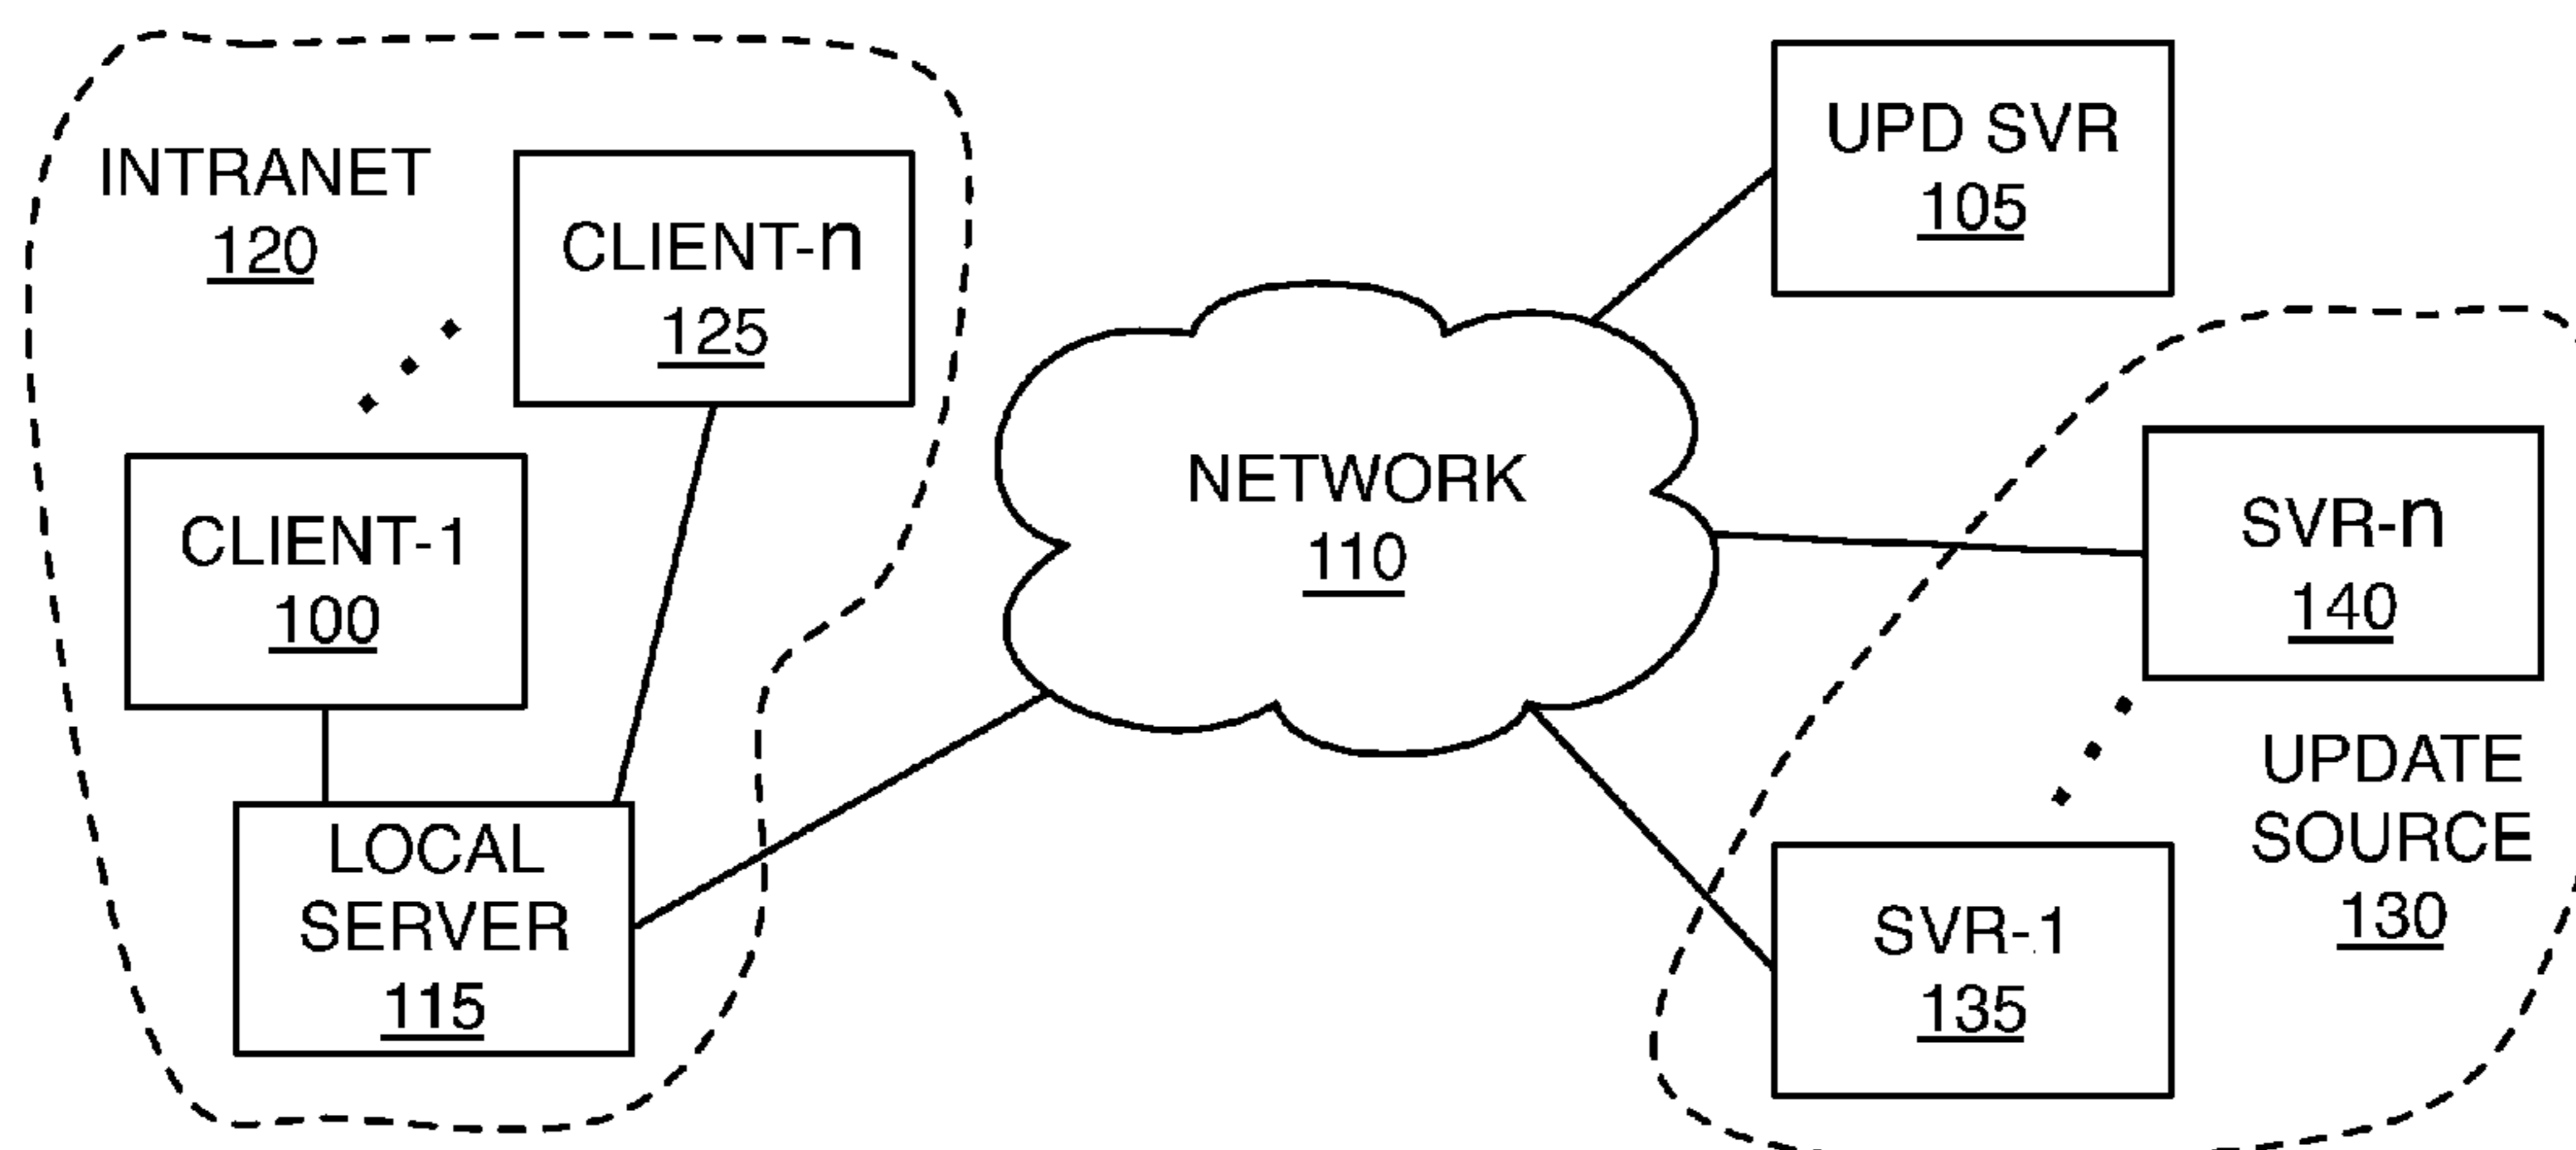 INTRANET
120
CLIENT-n
125
CLIENT-1
100
LOCAL
SERVER
115
NETWORK
110
UPD SVR
105
SVR-n
140
UPDATE
SOURCE
130
SVR-1
135